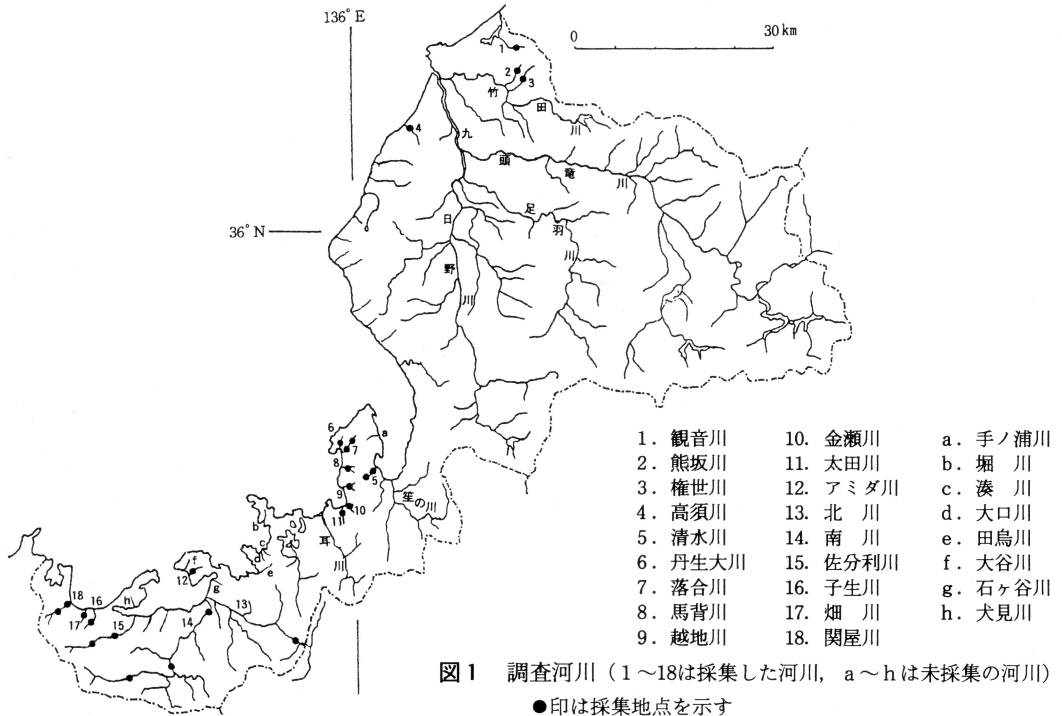 136°E
0 30km
1
2
3
竹田川
4
九頭竜川
足羽川
36°N
日野川
6
a
7
8
5
9
笙の川
10
11
b
c
d
e
耳川
f
12
g
13
18
16
h
17
15
14
1. 観音川
2. 熊坂川
3. 権世川
4. 高須川
5. 清水川
6. 丹生大川
7. 落合川
8. 馬背川
9. 越地川
10. 金瀬川
11. 太田川
12. アミダ川
13. 北 川
14. 南 川
15. 佐分利川
16. 子生川
17. 畑 川
18. 関屋川
a. 手ノ浦川
b. 堀 川
c. 湊 川
d. 大口川
e. 田烏川
f. 大谷川
g. 石ヶ谷川
h. 犬見川
図1 調査河川(1~18は採集した河川, a~hは未採集の河川)
●印は採集地点を示す